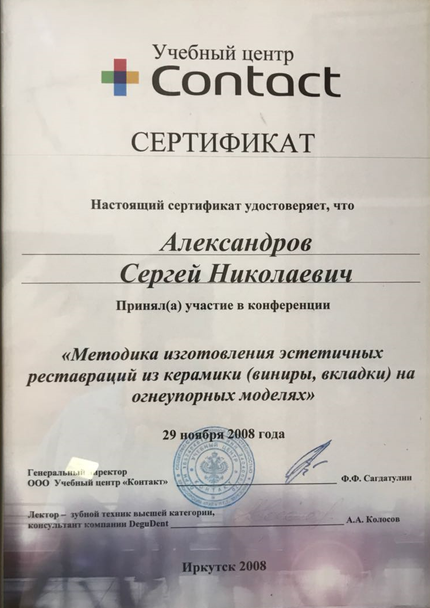 Учебный центр
Contact
СЕРТИФИКАТ
Настоящий сертификат удостоверяет, что
Александров
Сергей Николаевич
Принял(а) участие в конференции
«Методика изготовления эстетичных
реставраций из керамики (виниры, вкладки) на
огнеупорных моделях»
29 ноября 2008 года
Генеральный директор
ООО Учебный центр «Контакт» Ф.Ф. Сагдатулин
Лектор – зубной техник высшей категории,
консультант компании DeguDent А.А. Колосов
Иркутск 2008